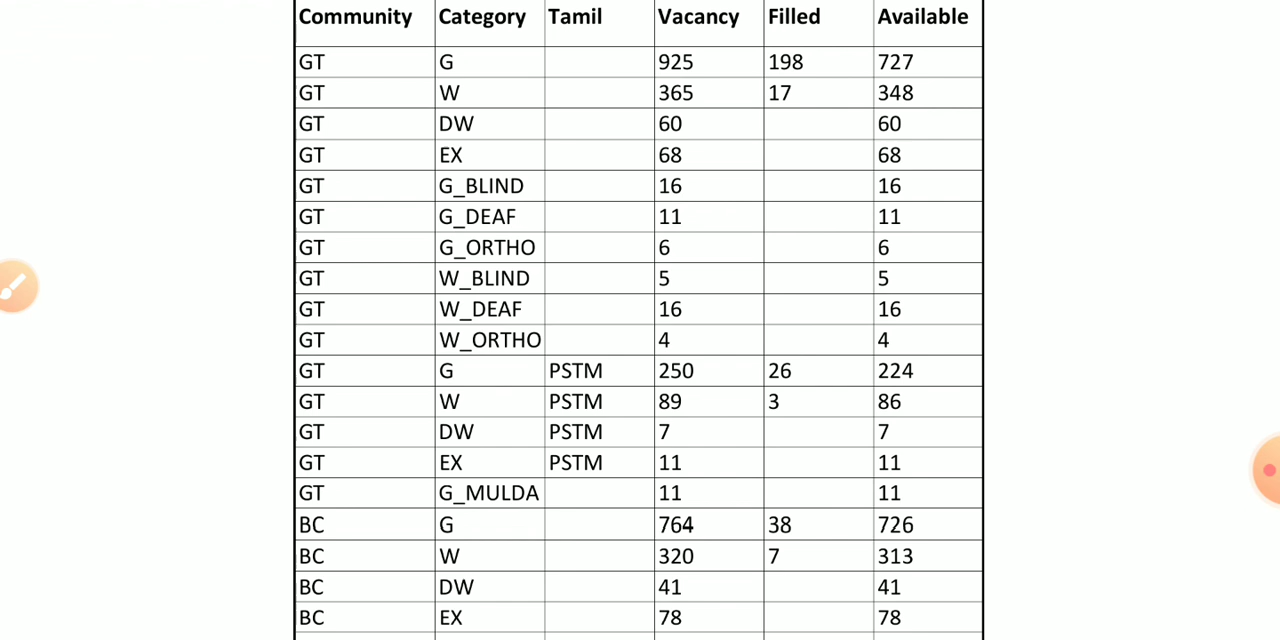 Community Category Tamil Vacancy Filled Available
GT G 925 198 727
GT W 365 17 348
GT DW 60 60
GT EX 68 68
GT G_BLIND 16 16
GT G_DEAF 11 11
GT G_ORTHO 6 6
GT W_BLIND 5 5
GT W_DEAF 16 16
GT W_ORTHO 4 4
GT G PSTM 250 26 224
GT W PSTM 89 3 86
GT DW PSTM 7 7
GT EX PSTM 11 11
GT G_MULDA 11 11
BC G 764 38 726
BC W 320 7 313
BC DW 41 41
BC EX 78 78